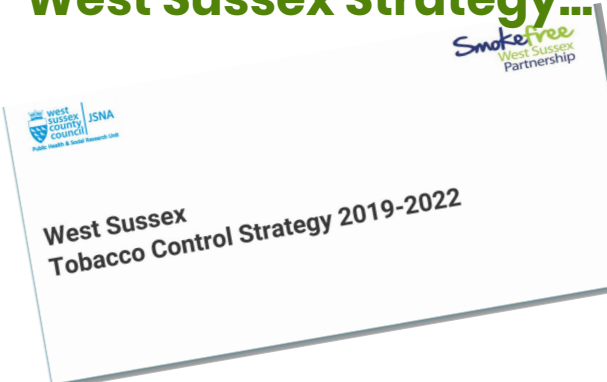 West Sussex Strategy...
Smokefree
West Sussex
Partnership
west
sussex
county
council
JSNA
Public Health & Social Research Unit
West Sussex
Tobacco Control Strategy 2019-2022